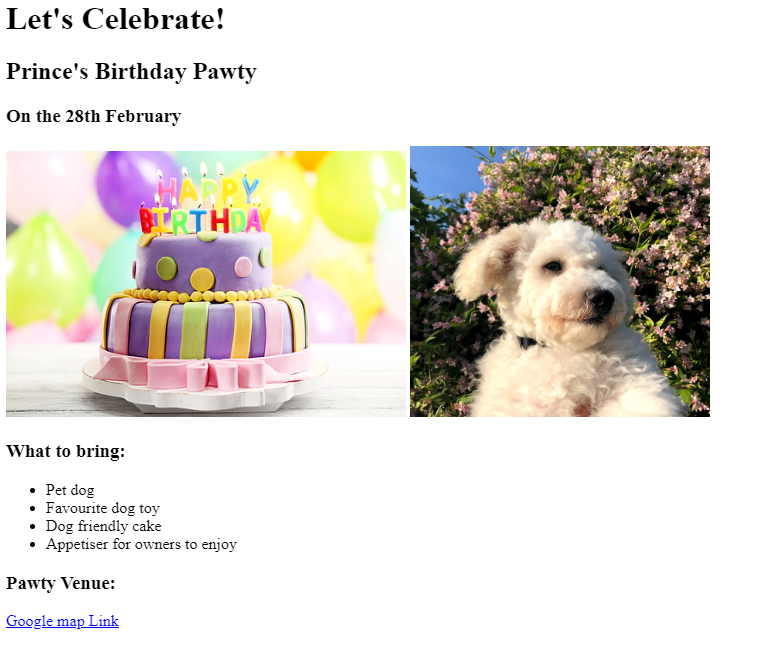 Let's Celebrate!
Prince's Birthday Pawty
On the 28th February
HAPPY
BIRTHDAY
What to bring:
Pet dog
Favourite dog toy
Dog friendly cake
Appetiser for owners to enjoy
Pawty Venue:
Google map Link